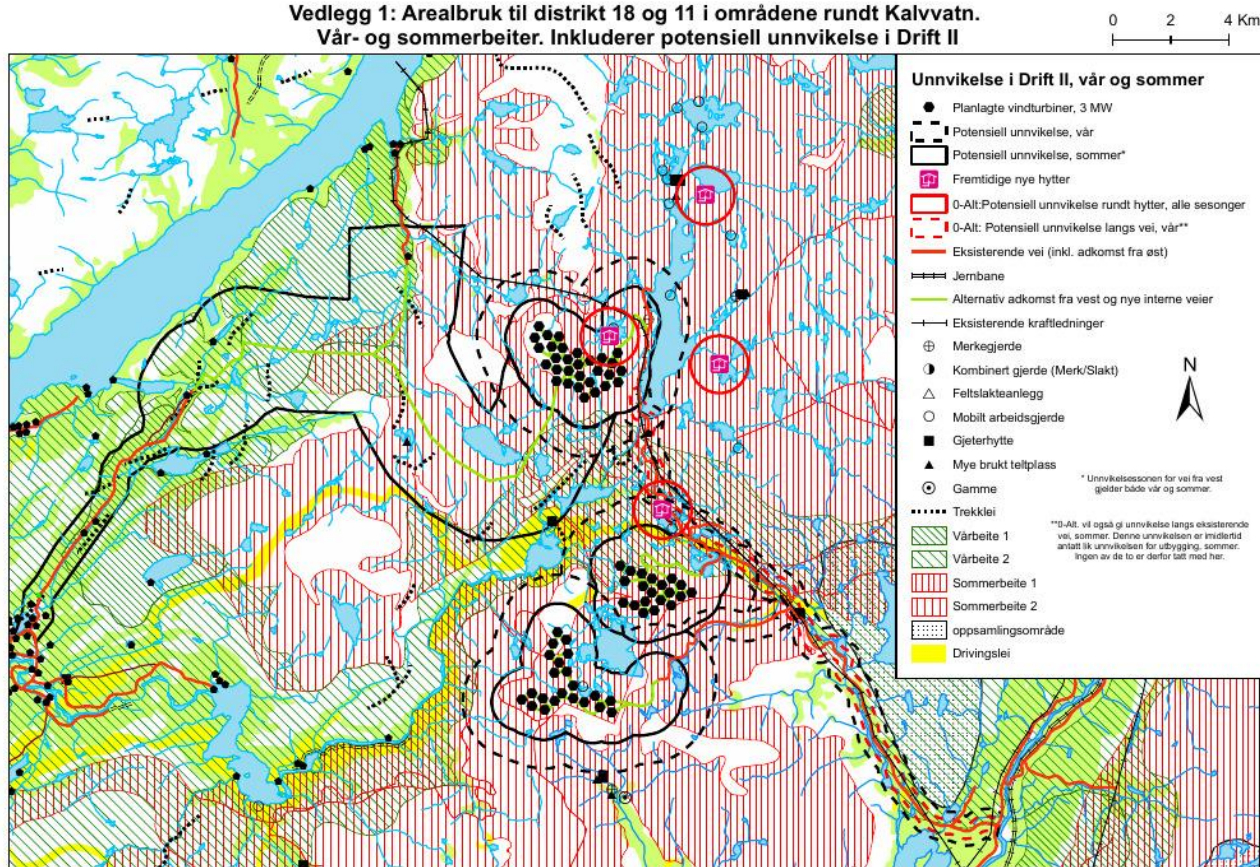 Vedlegg 1: Arealbruk til distrikt 18 og 11 i områdene rundt Kalvvatn.
Vår- og sommerbeiter. Inkluderer potensiell unnvikelse i Drift II
0 2 4 Km
Unnvikelse i Drift II, vår og sommer
Planlagte vindturbiner, 3 MW
Potensiell unnvikelse, vår
Potensiell unnvikelse, sommer*
Fremtidige nye hytter
0-Alt:Potensiell unnvikelse rundt hytter, alle sesonger
0-Alt: Potensiell unnvikelse langs vei, vår**
Eksisterende vei (inkl. adkomst fra øst)
Jernbane
Alternativ adkomst fra vest og nye interne veier
Eksisterende kraftledninger
Merkegjerde
Kombinert gjerde (Merk/Slakt)
Feltslakteanlegg
Mobilt arbeidsgjerde
Gjeterhytte
Mye brukt teltplass
Gamme
Trekklei
Vårbeite 1
Vårbeite 2
Sommerbeite 1
Sommerbeite 2
oppsamlingsområde
Drivingslei
N
* Unnvikelsessonen for vei fra vest
gjelder både vår og sommer.
**0-Alt. vil også gi unnvikelse langs eksisterende
vei, sommer. Denne unnvikelsen er imidlertid
antatt lik unnvikelsen for utbygging, sommer.
Ingen av de to er derfor tatt med her.